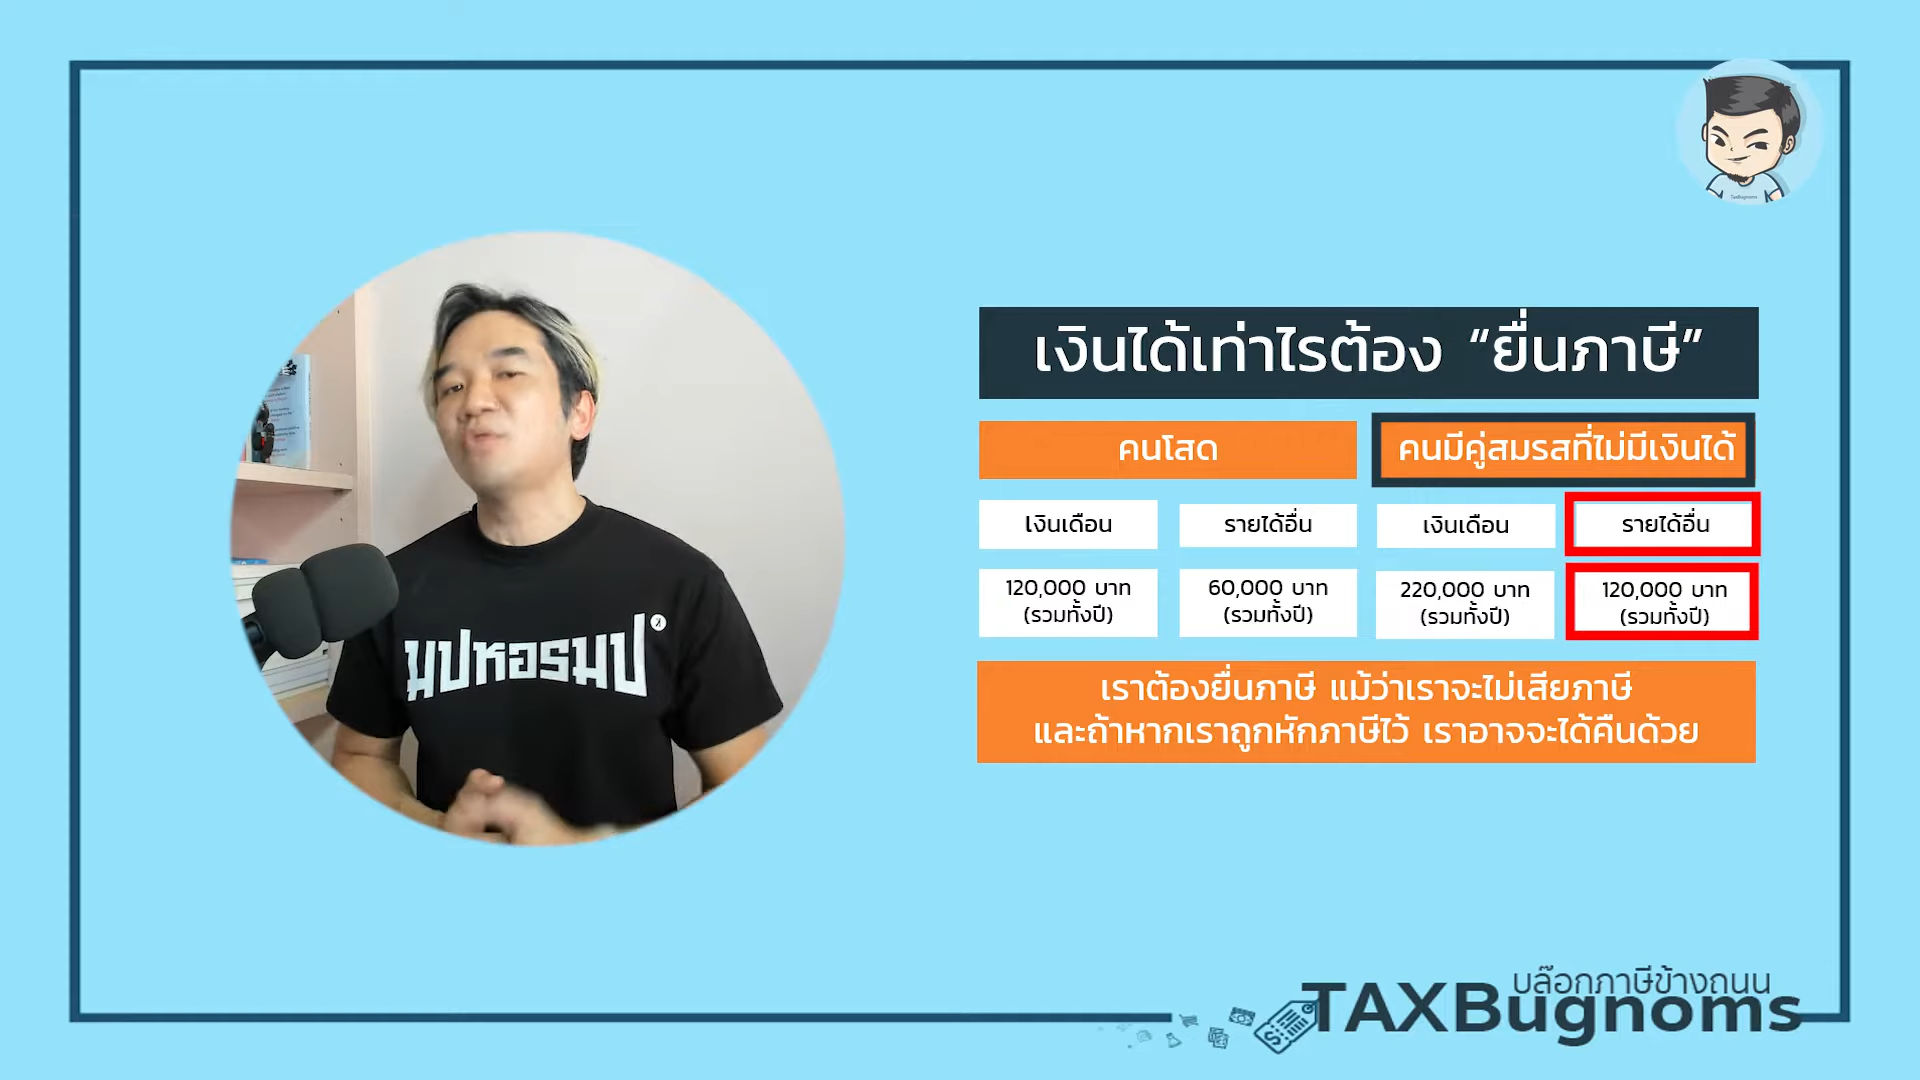 เงินได้เท่าไรต้อง “ยื่นภาษี”
คนโสด
คนมีคู่สมรสที่ไม่มีเงินได้
เงินเดือน
รายได้อื่น
เงินเดือน
รายได้อื่น
120,000 บาท
(รวมทั้งปี)
60,000 บาท
(รวมทั้งปี)
220,000 บาท
(รวมทั้งปี)
120,000 บาท
(รวมทั้งปี)
เราต้องยื่นภาษี แม้ว่าเราจะไม่เสียภาษี
และถ้าหากเราถูกหักภาษีไว้ เราอาจจะได้คืนด้วย
มปหอรมป
บล๊อกภาษีข้างถนน
TAXBugnoms
TaxBugnoms